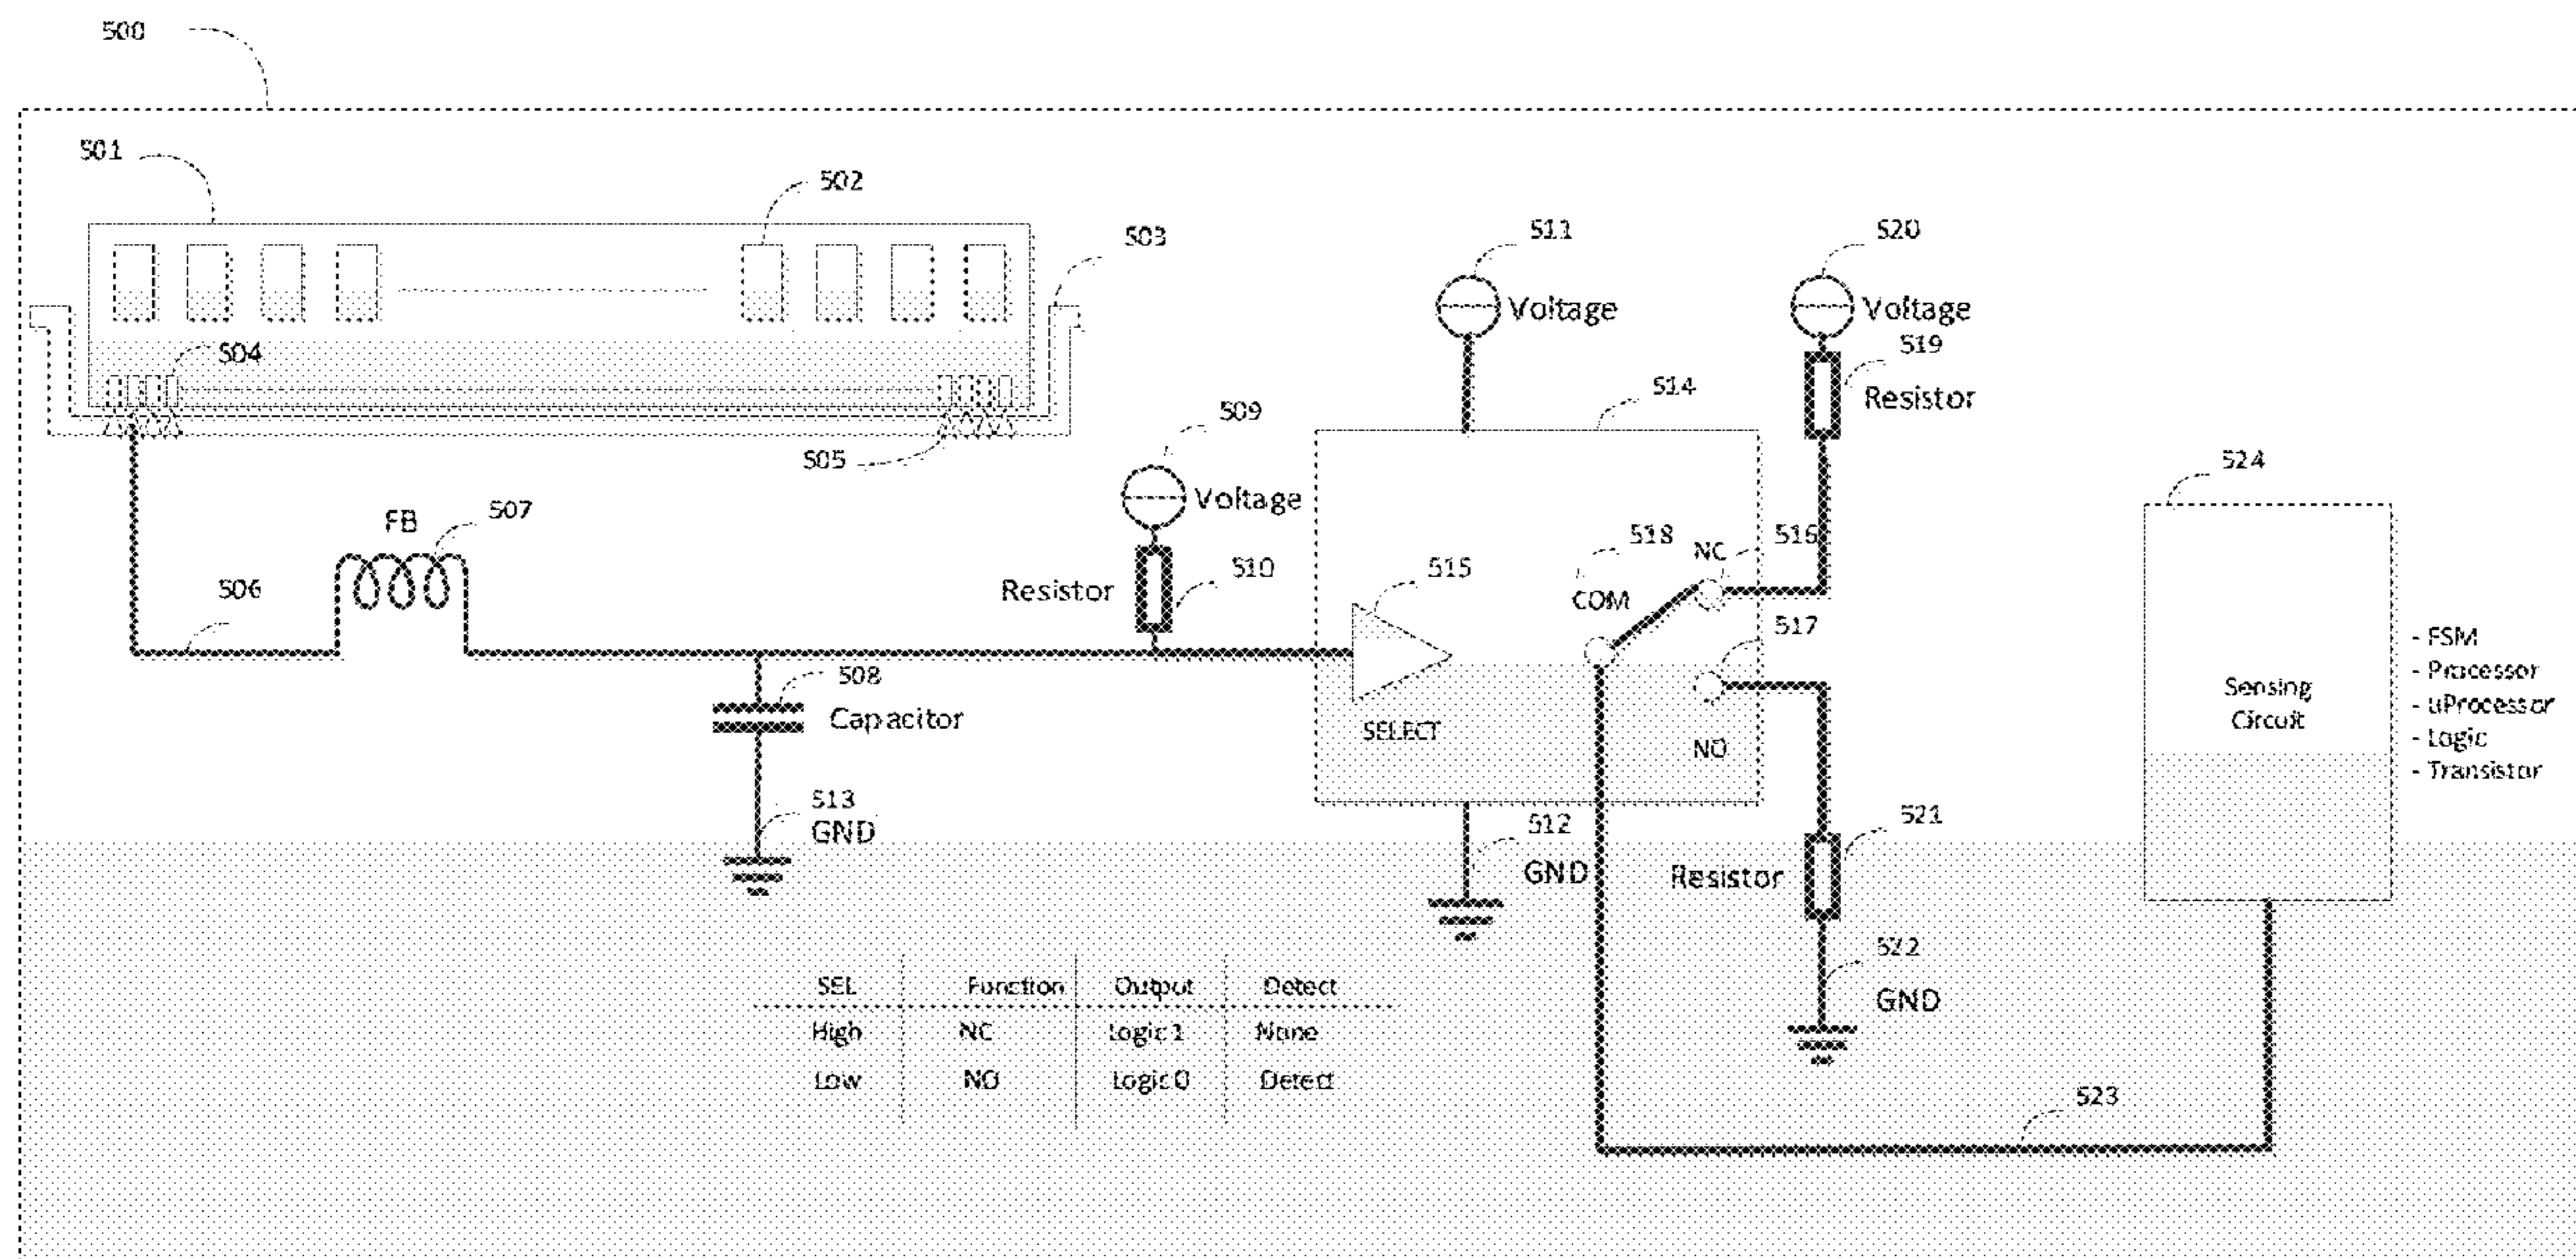 500
501
502
503
504
505
506
FB
507
508
Capacitor
513
GND
509
Voltage
Resistor
510
511
Voltage
514
515
SELECT
518
COM
NC
516
517
NO
520
Voltage
519
Resistor
512
GND
521
Resistor
522
GND
523
524
Sensing
Circuit
- FSM
- Processor
- uProcessor
- Logic
- Transistor
SEL Function Output Detect
High NC Logic 1 None
Low NO Logic 0 Detect